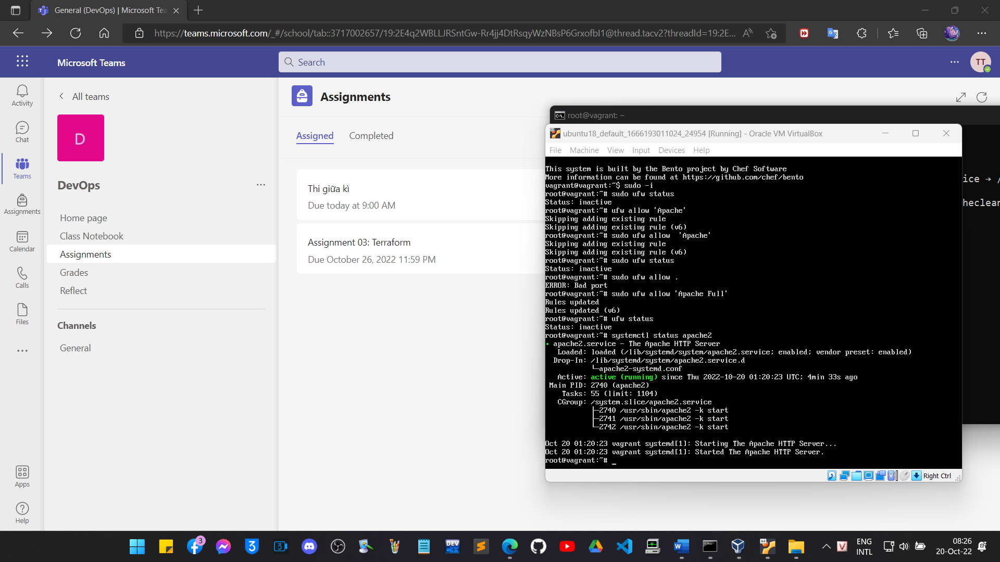 General (DevOps) | Microsoft Tea
https://teams.microsoft.com/_#/school/tab::3717002657/19:2E4q2WBLLJRSntGw-Rr4jj4DtRsqyWzNBsP6GrxofbI1@thread.tacv2?threadId=19:2E...
Microsoft Teams
Search
TT
Activity
Chat
Teams
Assignments
Calendar
Calls
Files
Apps
Help
All teams
D
DevOps
Home page
Class Notebook
Assignments
Grades
Reflect
Channels
General
Assignments
Assigned
Completed
Thi giữa kì
Due today at 9:00 AM
Assignment 03: Terraform
Due October 26, 2022 11:59 PM
root@vagrant: ~
ice → /
heclean
ubuntu18_default_1666193011024_24954 [Running] - Oracle VM VirtualBox
File Machine View Input Devices Help
This system is built by the Bento project by Chef Software
More information can be found at https://github.com/chef/bento
vagrant@vagrant:~$ sudo -i
root@vagrant:~# sudo ufw status
Status: inactive
root@vagrant:~# ufw allow 'Apache'
Skipping adding existing rule
Skipping adding existing rule (v6)
root@vagrant:~# sudo ufw allow  'Apache'
Skipping adding existing rule
Skipping adding existing rule (v6)
root@vagrant:~# sudo ufw status
Status: inactive
root@vagrant:~# sudo ufw allow .
ERROR: Bad port
root@vagrant:~# sudo ufw allow 'Apache Full'
Rules updated
Rules updated (v6)
root@vagrant:~# ufw status
Status: inactive
root@vagrant:~# systemctl status apache2
• apache2.service - The Apache HTTP Server
Loaded: loaded (/lib/systemd/system/apache2.service; enabled; vendor preset: enabled)
Drop-In: /lib/systemd/system/apache2.service.d
└─apache2-systemd.conf
Active: active (running) since Thu 2022-10-20 01:20:23 UTC; 4min 33s ago
Main PID: 2740 (apache2)
Tasks: 55 (limit: 1104)
CGroup: /system.slice/apache2.service
├─2740 /usr/sbin/apache2 -k start
├─2741 /usr/sbin/apache2 -k start
└─2742 /usr/sbin/apache2 -k start
Oct 20 01:20:23 vagrant systemd[1]: Starting The Apache HTTP Server...
Oct 20 01:20:23 vagrant systemd[1]: Started The Apache HTTP Server.
root@vagrant:~# _
Right Ctrl
3
DEV
C++
64
V
ENG
INTL
08:26
20-Oct-22